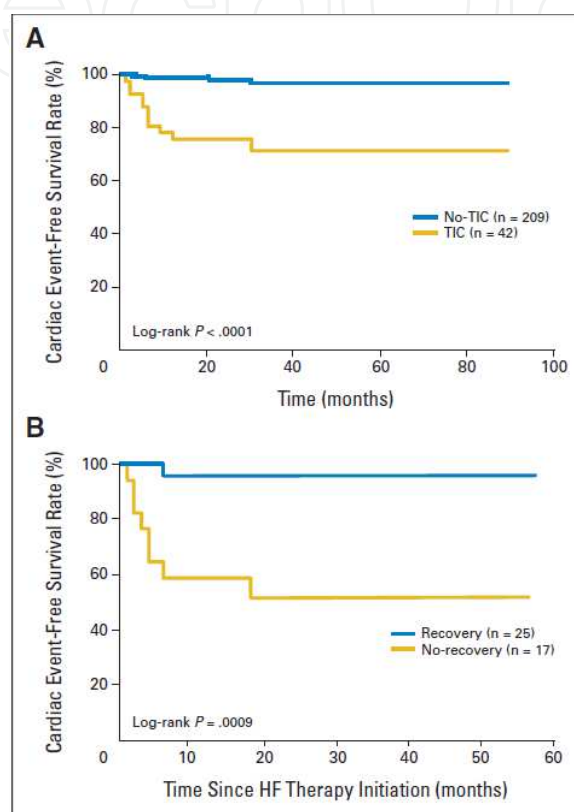 A
Cardiac Event-Free Survival Rate (%)
100
80
60
40
20
0
No-TIC (n = 209)
TIC (n = 42)
Log-rank P < .0001
20
40
60
80
100
Time (months)
B
Cardiac Event-Free Survival Rate (%)
100
80
60
40
20
0
Recovery (n = 25)
No-recovery (n = 17)
Log-rank P = .0009
10
20
30
40
50
60
Time Since HF Therapy Initiation (months)